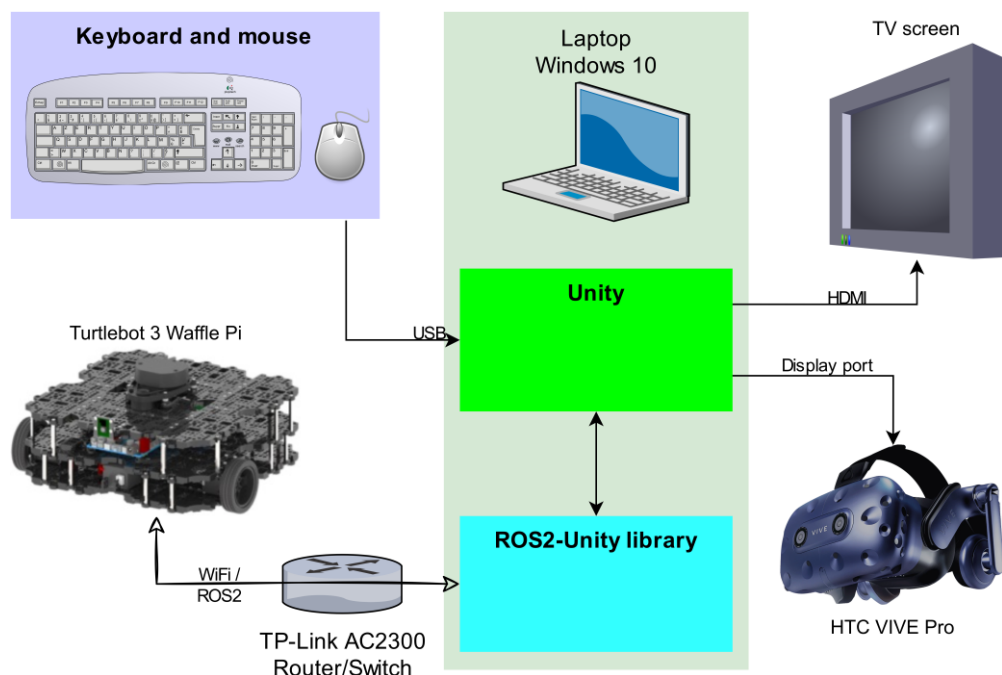 Keyboard and mouse
Laptop
Windows 10
TV screen
Unity
HDMI
USB
Turtlebot 3 Waffle Pi
Display port
VIVE
ROS2-Unity library
WiFi /
ROS2
TP-Link AC2300
Router/Switch
HTC VIVE Pro